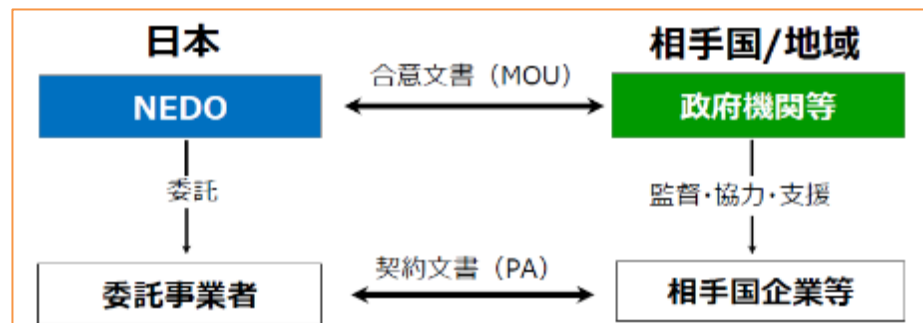 日本
相手国/地域
合意文書（MOU）
NEDO
政府機関等
委託
監督･協力･支援
契約文書（PA）
委託事業者
相手国企業等